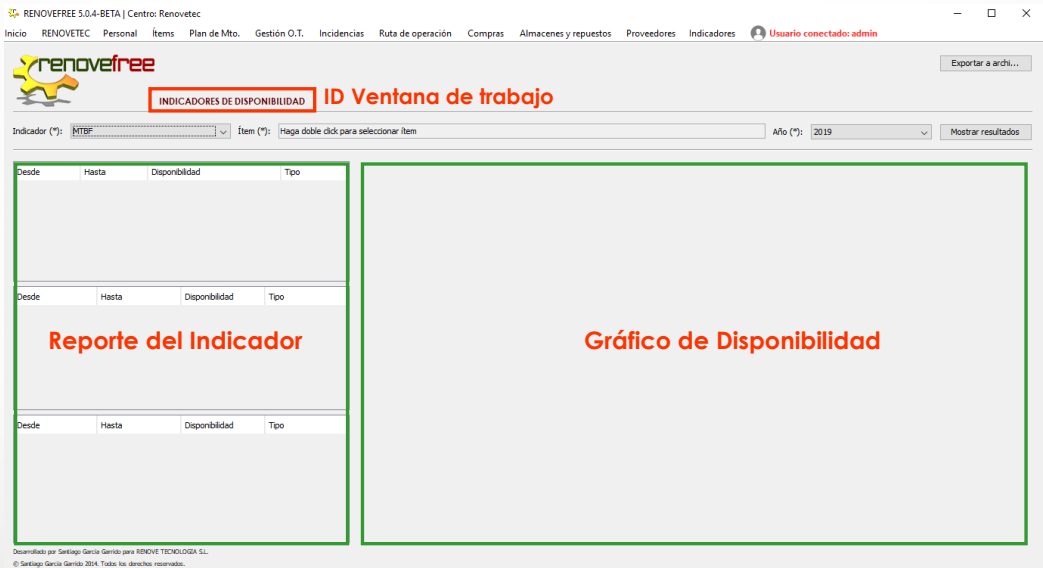 RENOVEFREE 5.0.4-BETA | Centro: Renovetec
Inicio RENOVETEC Personal Ítems Plan de Mto. Gestión O.T. Incidencias Ruta de operación Compras Almacenes y repuestos Proveedores Indicadores Usuario conectado: admin
renovefree
Exportar a archi...
INDICADORES DE DISPONIBILIDAD ID Ventana de trabajo
Indicador (*): MTBF Ítem (*): Haga doble click para seleccionar ítem Año (*): 2019 Mostrar resultados
Desde Hasta Disponibilidad Tipo
Desde Hasta Disponibilidad Tipo
Reporte del Indicador
Gráfico de Disponibilidad
Desde Hasta Disponibilidad Tipo
Desarrollado por Santiago García Garrido para RENOVE TECNOLOGÍA S.L.
© Santiago García Garrido 2014. Todos los derechos reservados.